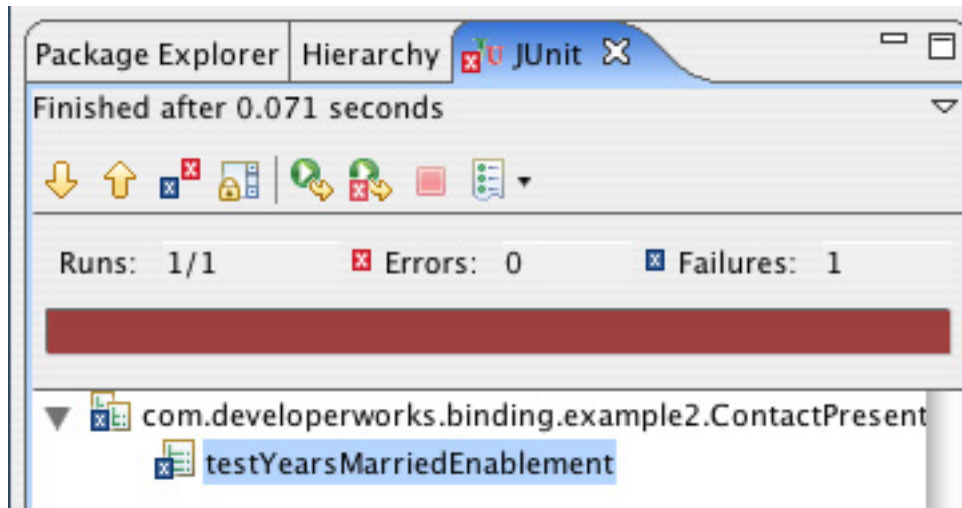 Package Explorer Hierarchy JU JUnit
Finished after 0.071 seconds
Runs: 1/1 Errors: 0 Failures: 1
com.developerworks.binding.example2.ContactPresent
testYearsMarriedEnablement